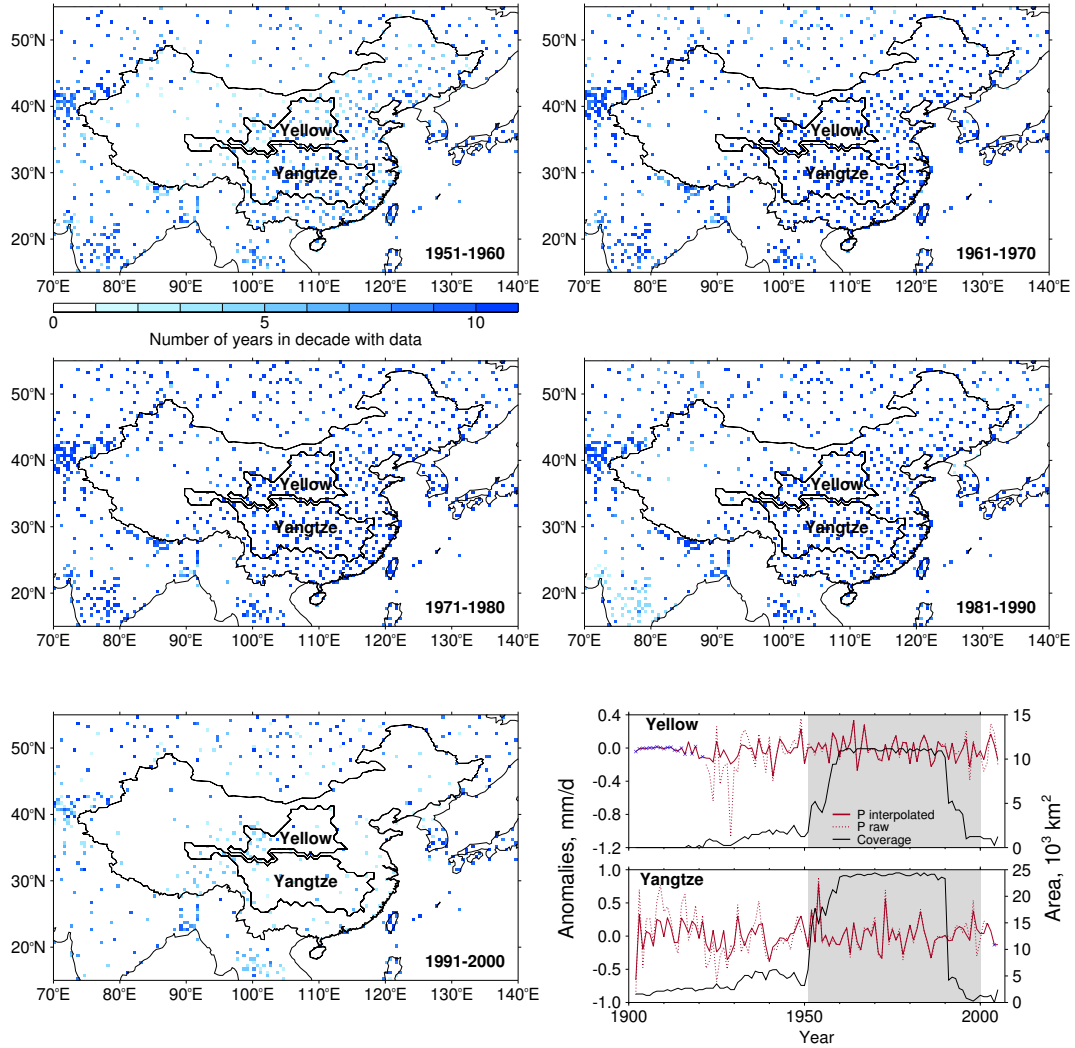 50°N
40°N
30°N
20°N
70°E 80°E 90°E 100°E 110°E 120°E 130°E 140°E
Yellow
Yangtze
1951-1960
50°N
40°N
30°N
20°N
70°E 80°E 90°E 100°E 110°E 120°E 130°E 140°E
Yellow
Yangtze
1961-1970
0 5 10
Number of years in decade with data
50°N
40°N
30°N
20°N
70°E 80°E 90°E 100°E 110°E 120°E 130°E 140°E
Yellow
Yangtze
1971-1980
50°N
40°N
30°N
20°N
70°E 80°E 90°E 100°E 110°E 120°E 130°E 140°E
Yellow
Yangtze
1981-1990
50°N
40°N
30°N
20°N
70°E 80°E 90°E 100°E 110°E 120°E 130°E 140°E
Yellow
Yangtze
1991-2000
Yellow
0.4
0.0
-0.4
-0.8
-1.2
15
10
5
0
P interpolated
P raw
Coverage
Anomalies, mm/d
Area, 10³ km²
Yangtze
1.0
0.5
0.0
-0.5
-1.0
25
20
15
10
5
0
1900 1950 2000
Year